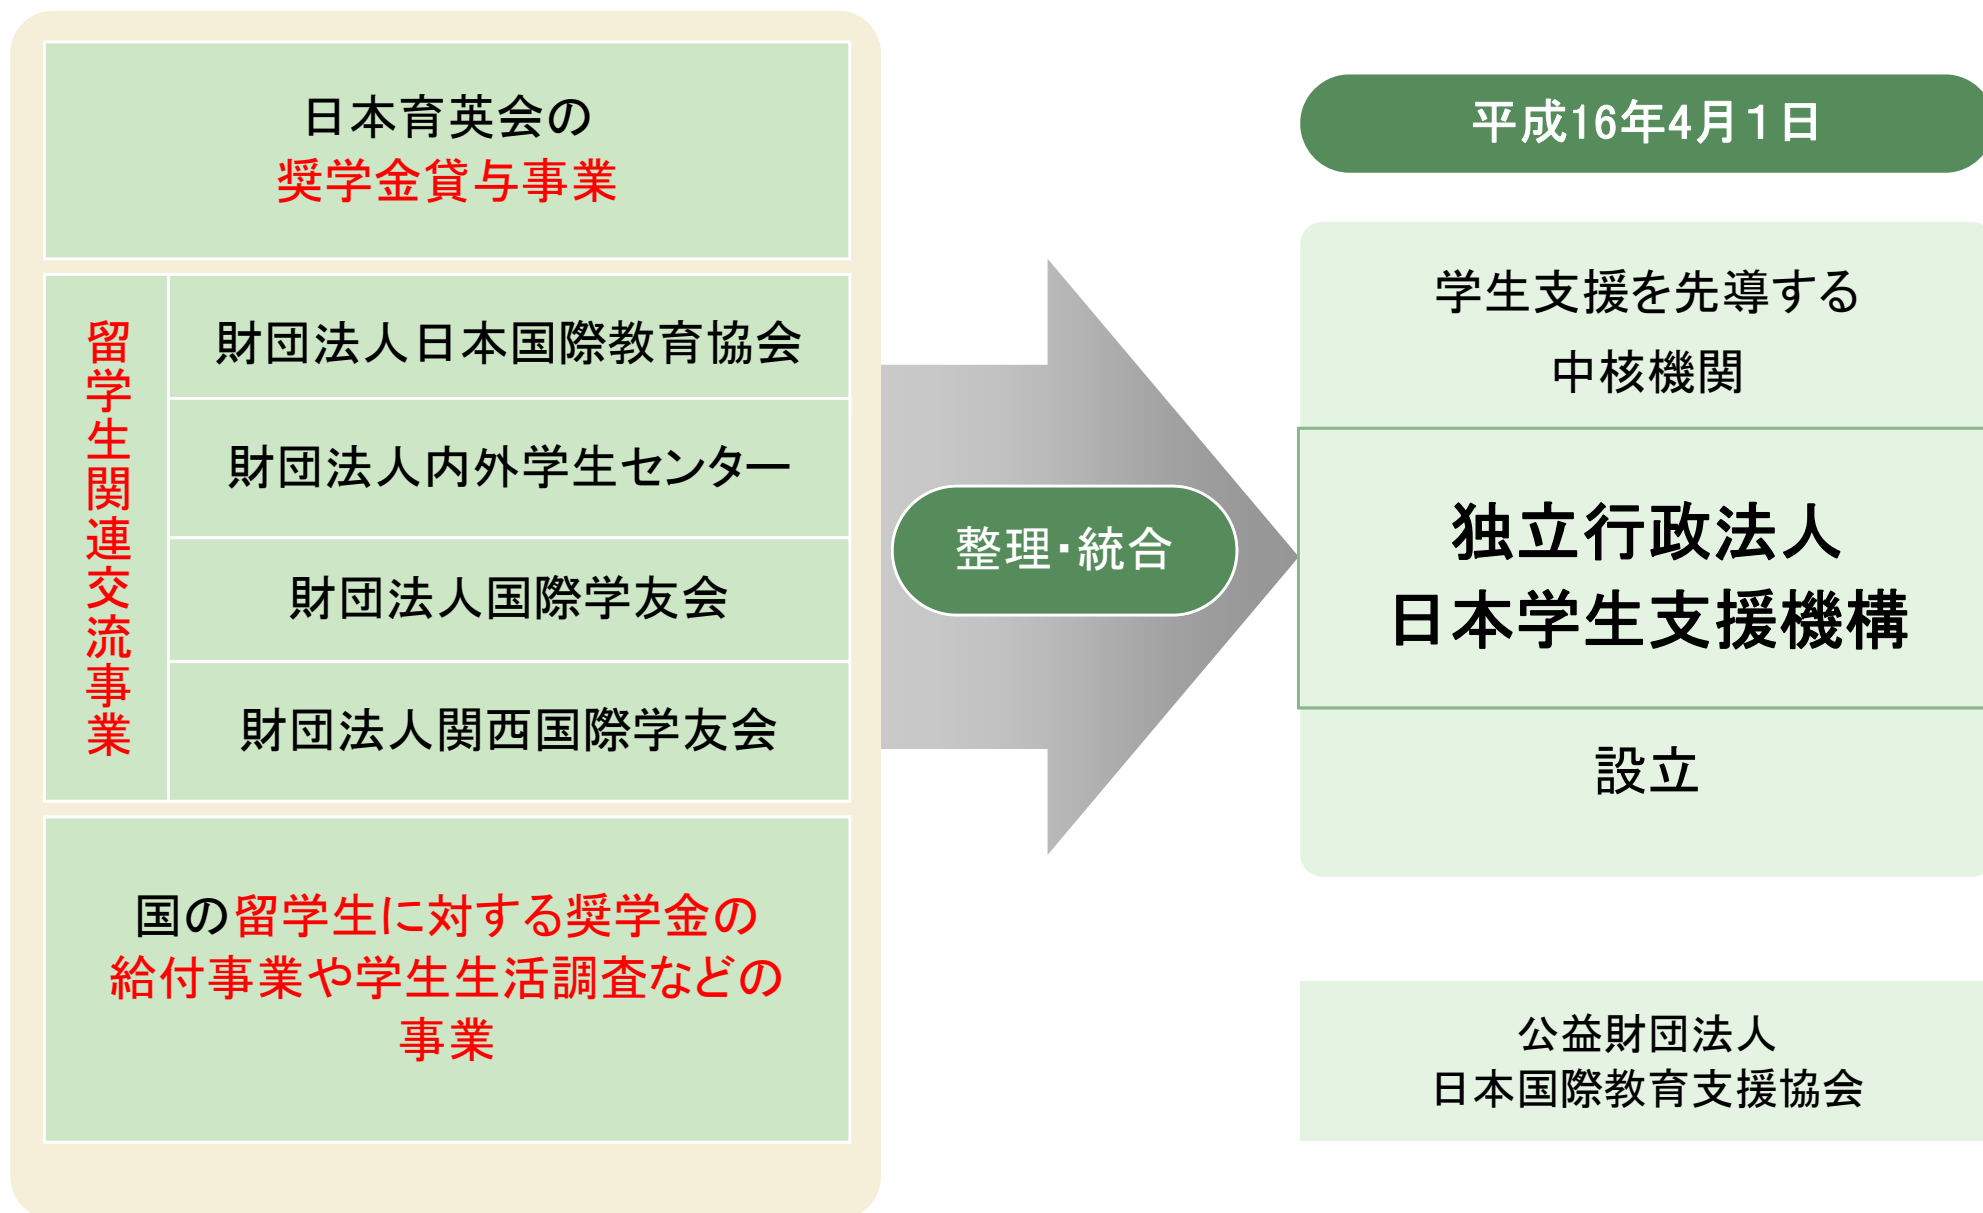 日本育英会の
奨学金貸与事業
留学生関連交流事業
財団法人日本国際教育協会
財団法人内外学生センター
財団法人国際学友会
財団法人関西国際学友会
国の留学生に対する奨学金の
給付事業や学生生活調査などの
事業
整理・統合
平成16年4月１日
学生支援を先導する
中核機関
独立行政法人
日本学生支援機構
設立
公益財団法人
日本国際教育支援協会